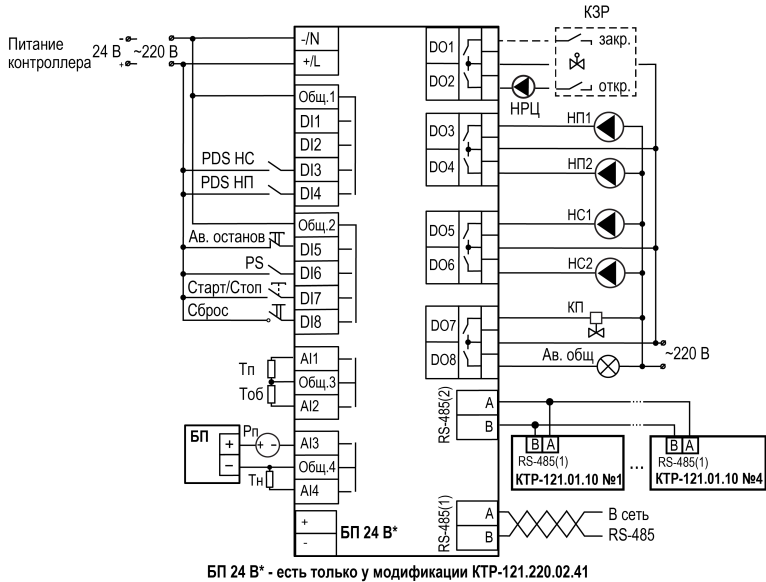 КЗР
Питание
контроллера
24 В
~220 В
-
+
-/N
+/L
Общ.1
DI1
DI2
PDS НС
DI3
PDS НП
DI4
Общ.2
Ав. останов
DI5
PS
DI6
Старт/Стоп
DI7
Сброс
DI8
Тп
AI1
Общ.3
Тоб
AI2
БП
+
-
Рп
+ -
AI3
Общ.4
Тн
AI4
+
-
БП 24 В*
DO1
закр.
DO2
откр.
НРЦ
DO3
НП1
DO4
НП2
DO5
НС1
DO6
НС2
DO7
КП
DO8
Ав. общ
~220 В
RS-485(2)
A
B
...
...
B A
RS-485(1)
КТР-121.01.10 №1
...
B A
RS-485(1)
КТР-121.01.10 №4
RS-485(1)
A
B
В сеть
RS-485
БП 24 В* - есть только у модификации КТР-121.220.02.41